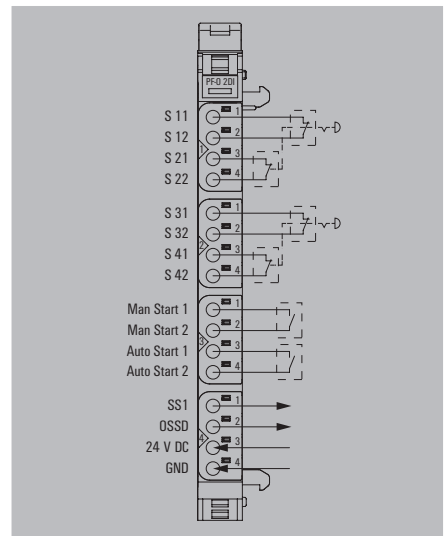 PF-O 2DI
S 11 1
S 12 2
S 21 3
S 22 4
1
S 31 1
S 32 2
S 41 3
S 42 4
2
Man Start 1 1
Man Start 2 2
Auto Start 1 3
Auto Start 2 4
3
SS1 1
OSSD 2
24 V DC 3
GND 4
4